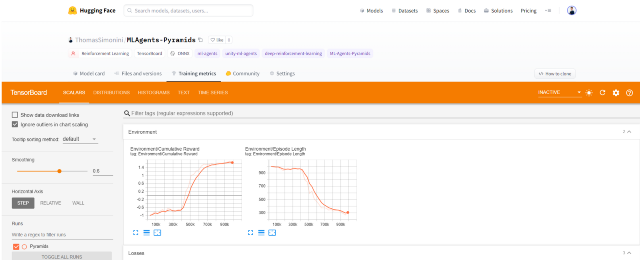 Hugging Face
Search models, datasets, users...
Models
Datasets
Spaces
Docs
Solutions
Pricing
ThomasSimonini/MLAgents-Pyramids
like
Reinforcement Learning
TensorBoard
ONNX
ml-agents
unity-ml-agents
deep-reinforcement-learning
ML-Agents-Pyramids
Model card
Files and versions
Training metrics
Community
Settings
How to clone
TensorBoard
SCALARS
DISTRIBUTIONS
HISTOGRAMS
TEXT
TIME SERIES
INACTIVE
Show data download links
Ignore outliers in chart scaling
Tooltip sorting method: default
Smoothing
0.6
Horizontal Axis
STEP
RELATIVE
WALL
Runs
Write a regex to filter runs
Pyramids
TOGGLE ALL RUNS
Filter tags (regular expressions supported)
Environment
2
Environment/Cumulative Reward
tag: Environment/Cumulative Reward
1.4
1
0.6
0.2
-0.2
-0.6
-1
100k 300k 500k 700k 900k
Environment/Episode Length
tag: Environment/Episode Length
900
700
500
300
100k 300k 500k 700k 900k
Losses